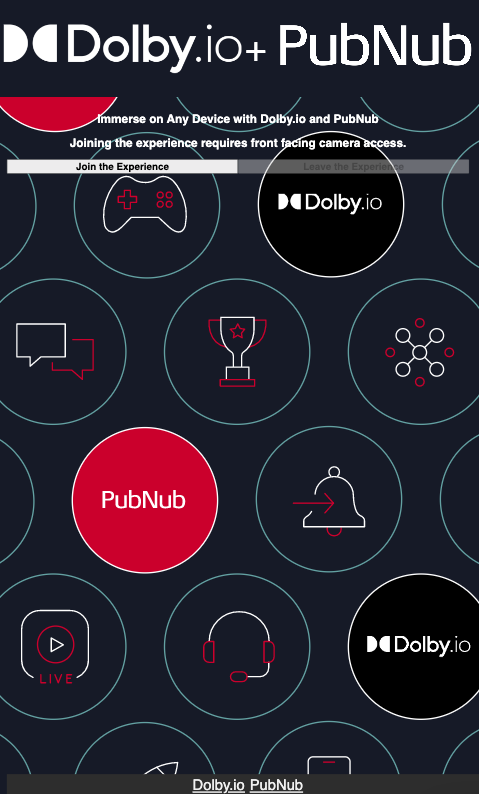 Dolby.io+ PubNub
Immerse on Any Device with Dolby.io and PubNub
Joining the experience requires front facing camera access.
Join the Experience Leave the Experience
Dolby.io
PubNub
Dolby.io
LIVE
Dolby.io PubNub